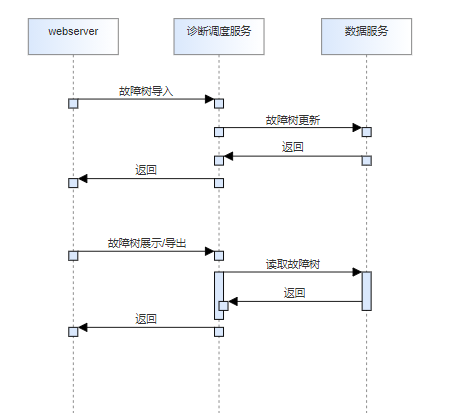 webserver
诊断调度服务
数据服务
故障树导入
故障树更新
返回
返回
故障树展示/导出
读取故障树
返回
返回